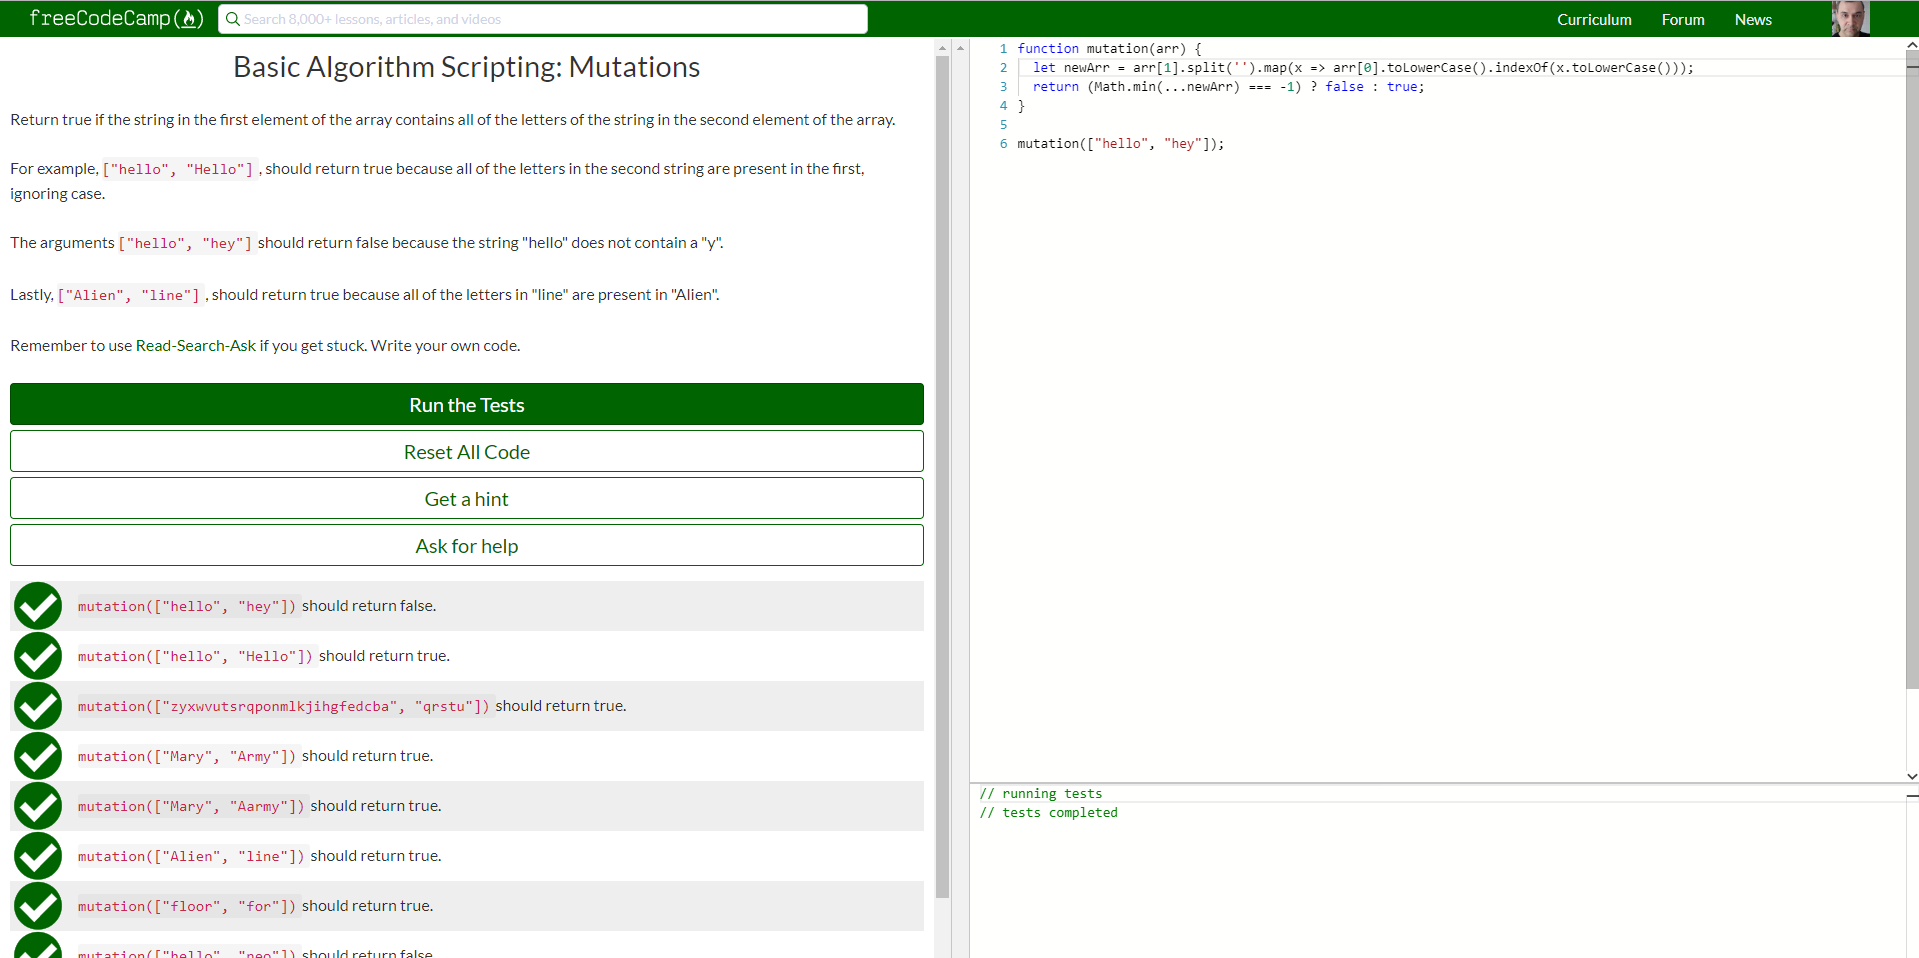 freeCodeCamp(🔥)
Search 8,000+ lessons, articles, and videos
Curriculum Forum News
Basic Algorithm Scripting: Mutations
Return true if the string in the first element of the array contains all of the letters of the string in the second element of the array.
For example, ["hello", "Hello"], should return true because all of the letters in the second string are present in the first,
ignoring case.
The arguments ["hello", "hey"] should return false because the string "hello" does not contain a "y".
Lastly, ["Alien", "line"], should return true because all of the letters in "line" are present in "Alien".
Remember to use Read-Search-Ask if you get stuck. Write your own code.
Run the Tests
Reset All Code
Get a hint
Ask for help
mutation(["hello", "hey"]) should return false.
mutation(["hello", "Hello"]) should return true.
mutation(["zyxwvutsrqponmlkjihgfedcba", "qrstu"]) should return true.
mutation(["Mary", "Army"]) should return true.
mutation(["Mary", "Aarmy"]) should return true.
mutation(["Alien", "line"]) should return true.
mutation(["floor", "for"]) should return true.
mutation(["hello", "neo"]) should return false.
1 function mutation(arr) {
2 let newArr = arr[1].split('').map(x => arr[0].toLowerCase().indexOf(x.toLowerCase()));
3 return (Math.min(...newArr) === -1) ? false : true;
4 }
5
6 mutation(["hello", "hey"]);
// running tests
// tests completed